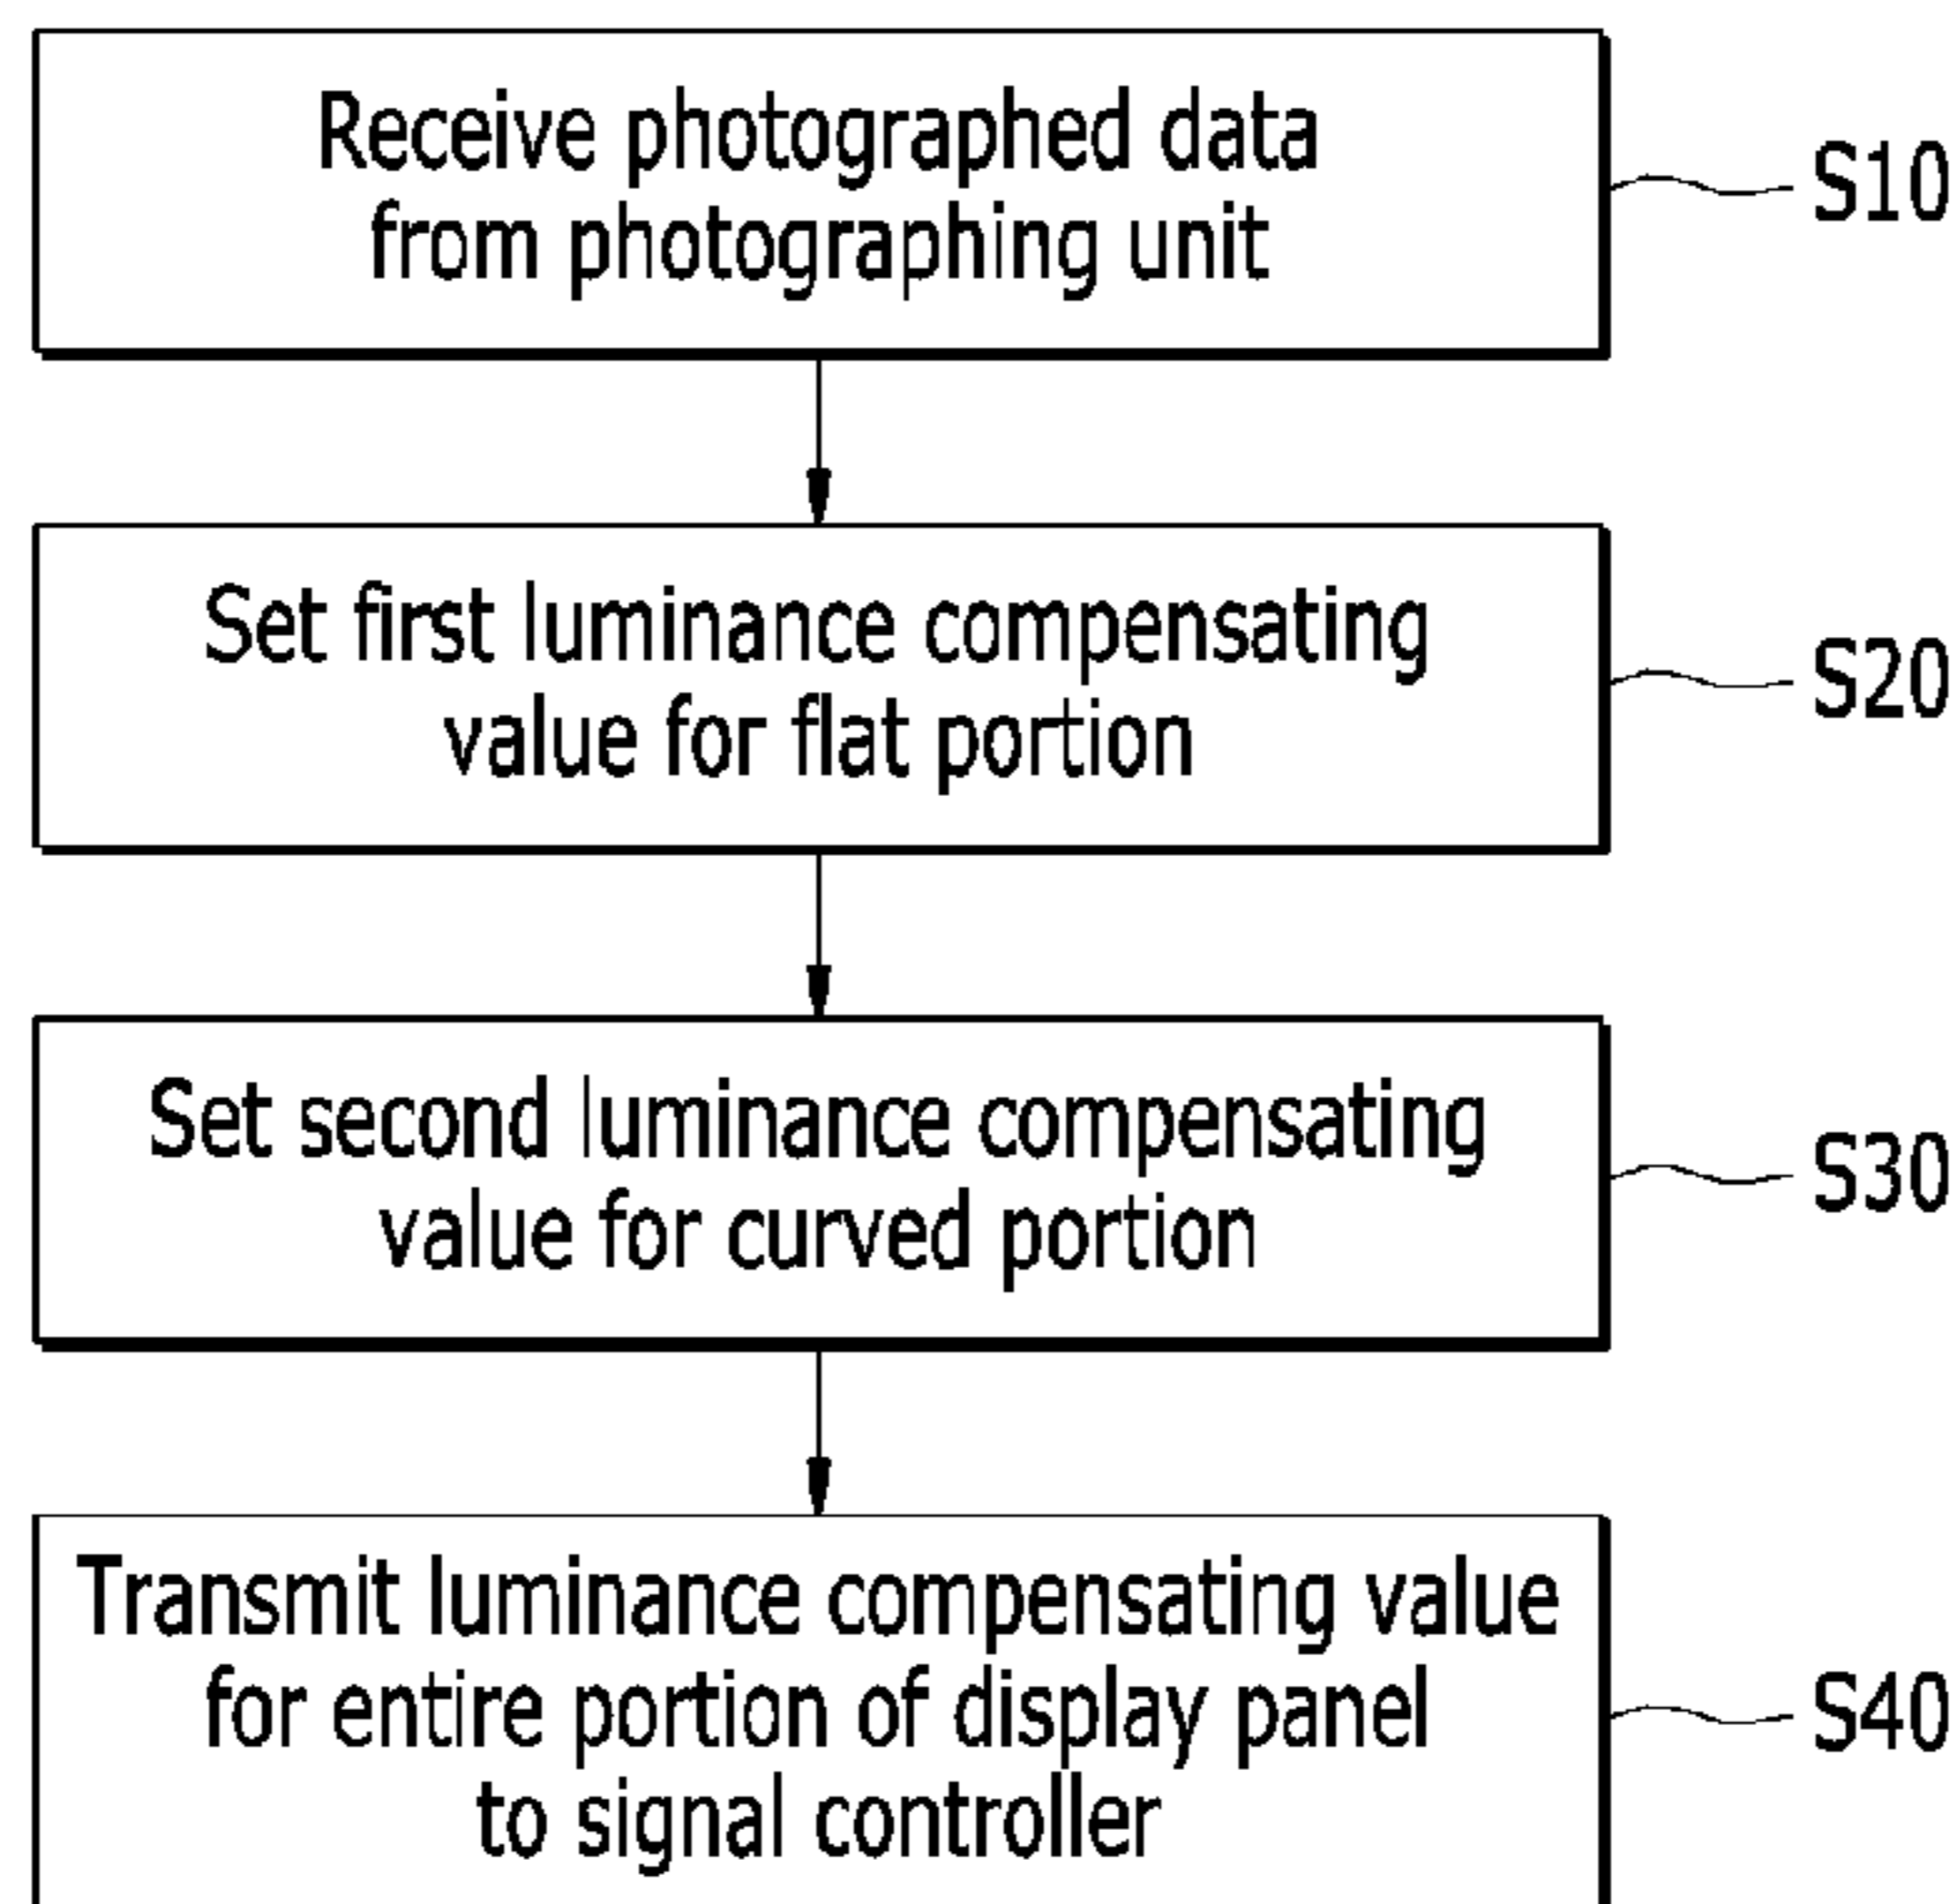 Receive photographed data
from photographing unit
S10
Set first luminance compensating
value for flat portion
S20
Set second luminance compensating
value for curved portion
S30
Transmit luminance compensating value
for entire portion of display panel
to signal controller
S40